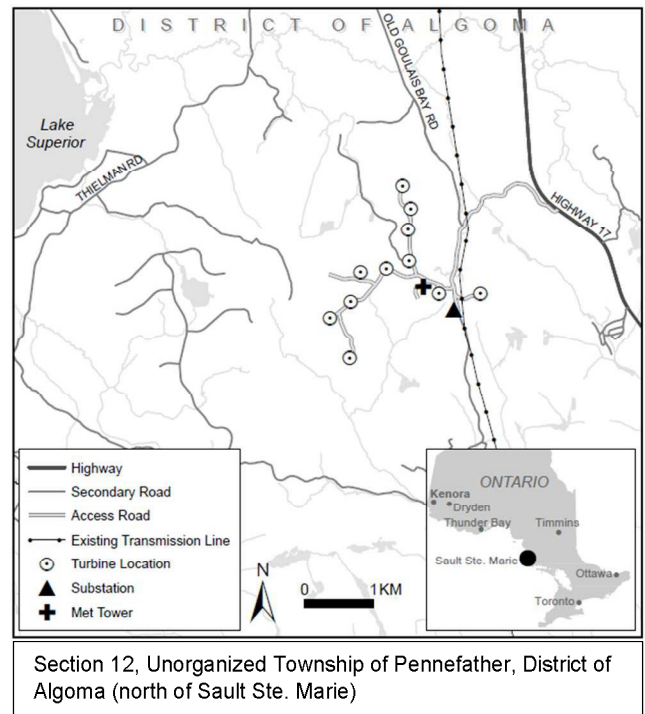 DISTRICT OF ALGOMA
OLD GOULAIS BAY RD
Lake
Superior
THIELMAN RD
HIGHWAY 17
Highway
Secondary Road
Access Road
Existing Transmission Line
Turbine Location
Substation
Met Tower
N
0 1KM
ONTARIO
Kenora
Dryden
Thunder Bay
Timmins
Sault Ste. Marie
Ottawa
Toronto
Section 12, Unorganized Township of Pennefather, District of
Algoma (north of Sault Ste. Marie)